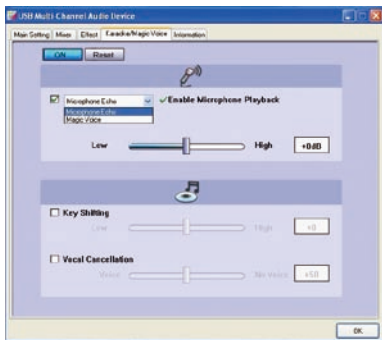 USB Multi-Channel Audio Device
Main Setting Mixer Effect Karaoke/Magic Voice Information
ON Reset
Microphone Echo ✓Enable Microphone Playback
Microphone Echo
Magic Voice
Low High +0dB
Key Shifting
Low High +0
Vocal Cancellation
Voice No Voice +50
OK